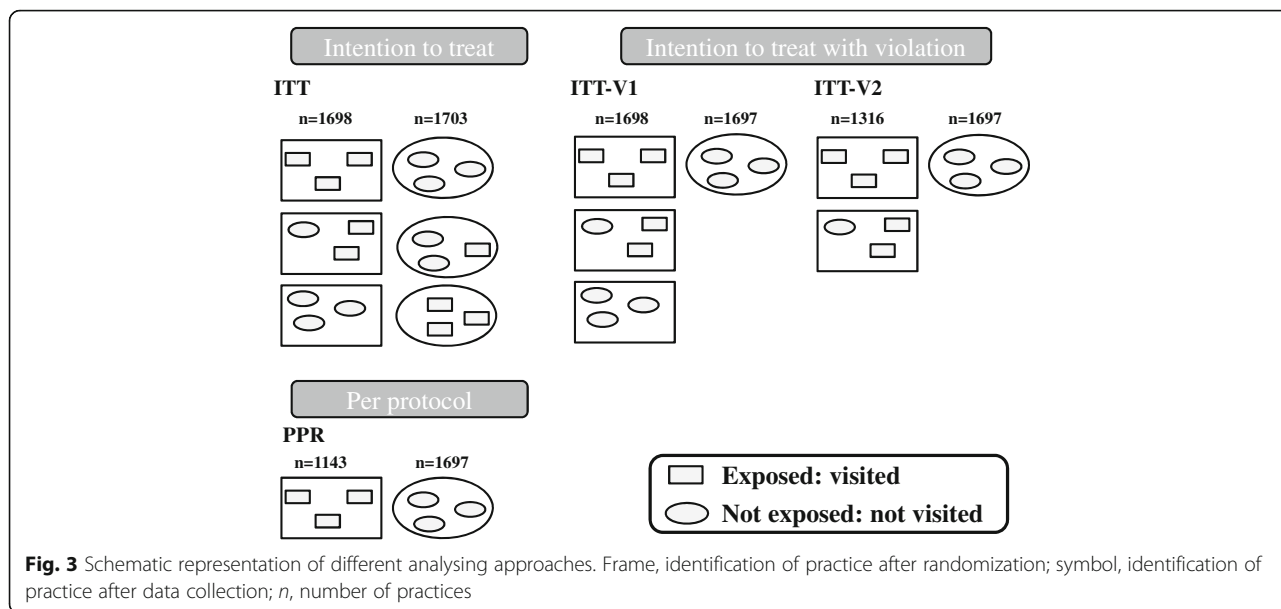 Intention to treat
Intention to treat with violation
ITT
ITT-V1
ITT-V2
n=1698
n=1703
n=1698
n=1697
n=1316
n=1697
Per protocol
PPR
n=1143
n=1697
Exposed: visited
Not exposed: not visited
Fig. 3 Schematic representation of different analysing approaches. Frame, identification of practice after randomization; symbol, identification of
practice after data collection; n, number of practices